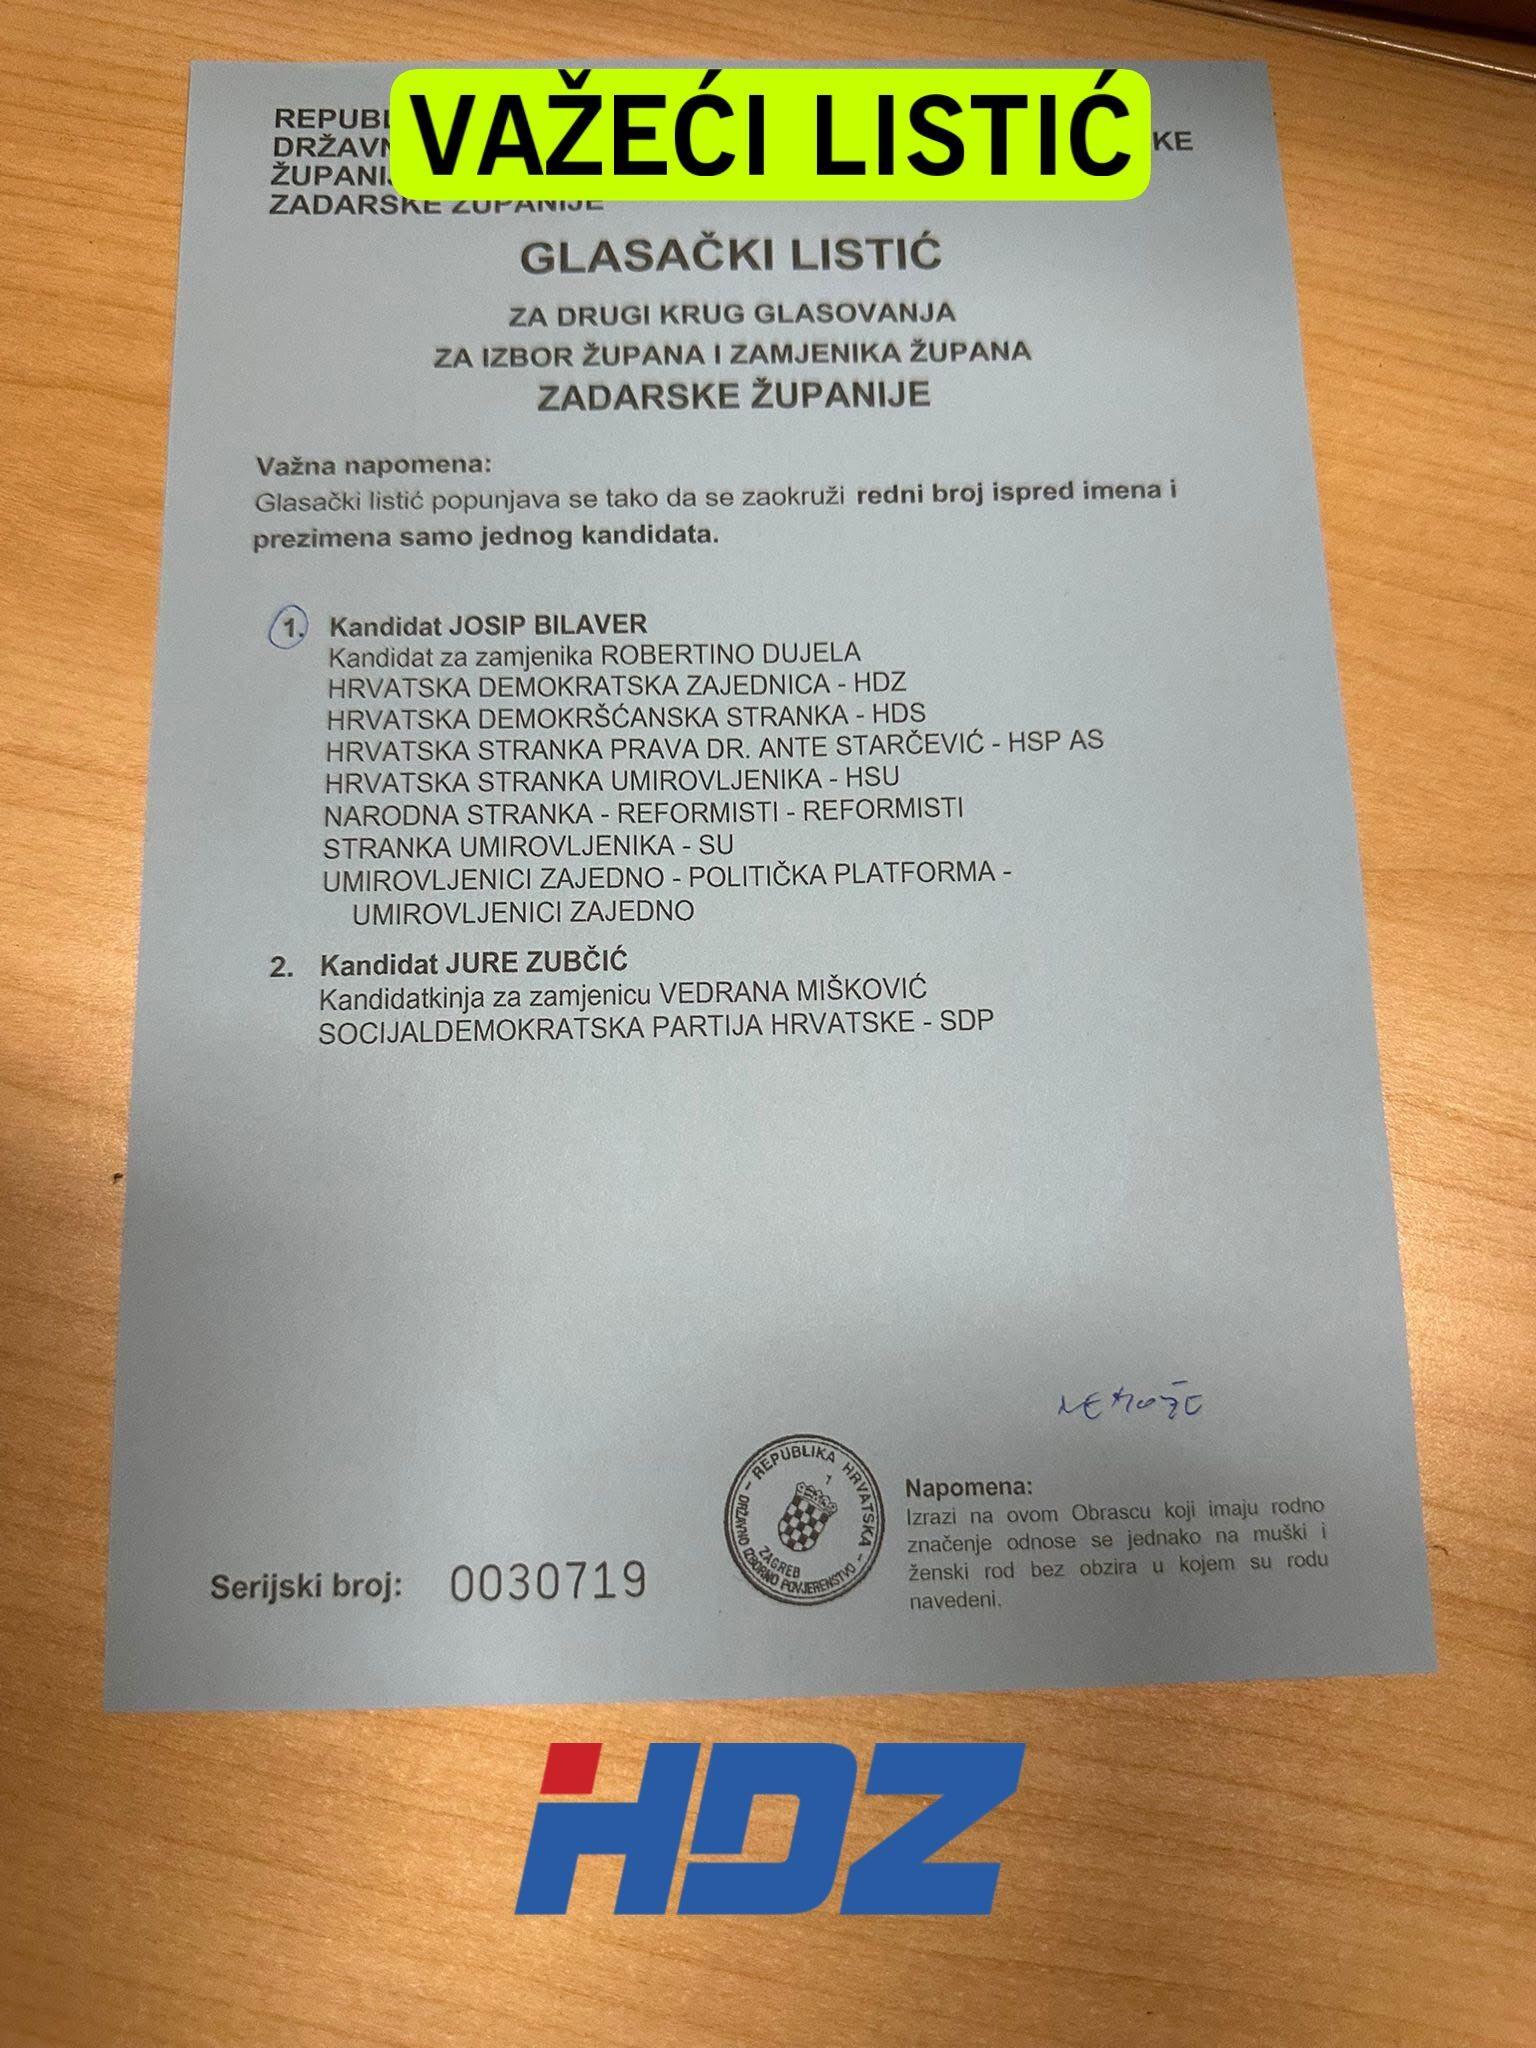 VAŽEĆI LISTIĆ
REPUBL
DRŽAVN KE
ŽUPANIJ
ZADARSKE ŽUPANIJE
GLASAČKI LISTIĆ
ZA DRUGI KRUG GLASOVANJA
ZA IZBOR ŽUPANA I ZAMJENIKA ŽUPANA
ZADARSKE ŽUPANIJE
Važna napomena:
Glasački listić popunjava se tako da se zaokruži redni broj ispred imena i
prezimena samo jednog kandidata.
1. Kandidat JOSIP BILAVER
Kandidat za zamjenika ROBERTINO DUJELA
HRVATSKA DEMOKRATSKA ZAJEDNICA - HDZ
HRVATSKA DEMOKRŠĆANSKA STRANKA - HDS
HRVATSKA STRANKA PRAVA DR. ANTE STARČEVIĆ - HSP AS
HRVATSKA STRANKA UMIROVLJENIKA - HSU
NARODNA STRANKA - REFORMISTI - REFORMISTI
STRANKA UMIROVLJENIKA - SU
UMIROVLJENICI ZAJEDNO - POLITIČKA PLATFORMA -
UMIROVLJENICI ZAJEDNO
2. Kandidat JURE ZUBČIĆ
Kandidatkinja za zamjenicu VEDRANA MIŠKOVIĆ
SOCIJALDEMOKRATSKA PARTIJA HRVATSKE - SDP
NEMOŽE
REPUBLIKA HRVATSKA
7
ZAGREB
DRŽAVNO IZBORNO POVJERENSTVO
Napomena:
Izrazi na ovom Obrascu koji imaju rodno
značenje odnose se jednako na muški i
ženski rod bez obzira u kojem su rodu
navedeni.
Serijski broj: 0030719
HDZ